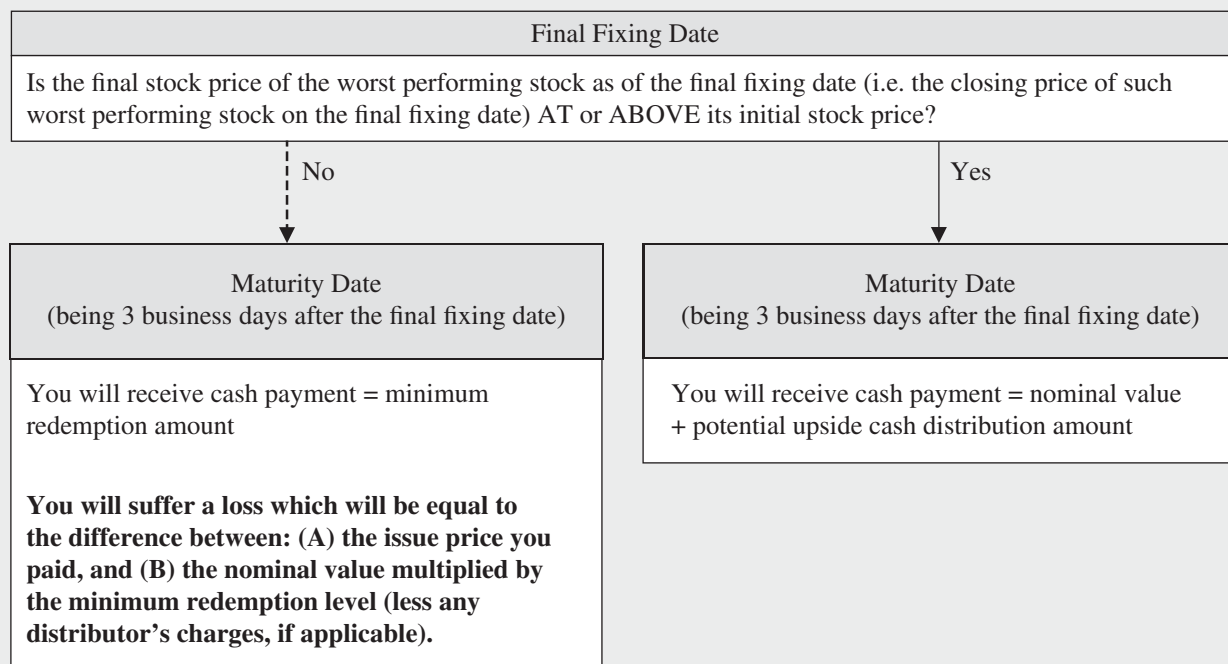 Final Fixing Date
Is the final stock price of the worst performing stock as of the final fixing date (i.e. the closing price of such
worst performing stock on the final fixing date) AT or ABOVE its initial stock price?
No
Yes
Maturity Date
(being 3 business days after the final fixing date)
You will receive cash payment = minimum
redemption amount
You will suffer a loss which will be equal to
the difference between: (A) the issue price you
paid, and (B) the nominal value multiplied by
the minimum redemption level (less any
distributor's charges, if applicable).
Maturity Date
(being 3 business days after the final fixing date)
You will receive cash payment = nominal value
+ potential upside cash distribution amount